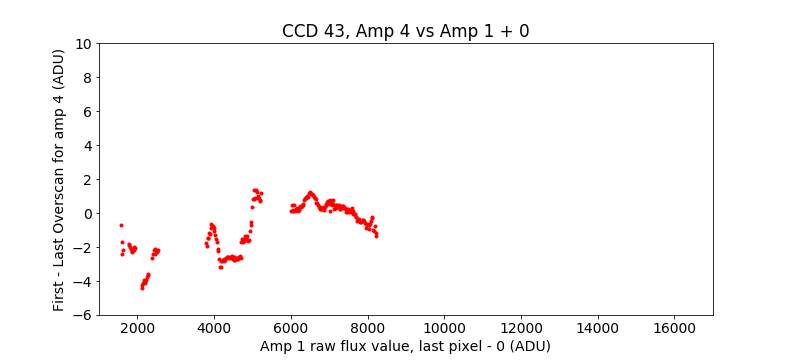 CCD 43, Amp 4 vs Amp 1 + 0
First - Last Overscan for amp 4 (ADU)
10
8
6
4
2
0
−2
−4
−6
2000 4000 6000 8000 10000 12000 14000 16000
Amp 1 raw flux value, last pixel - 0 (ADU)